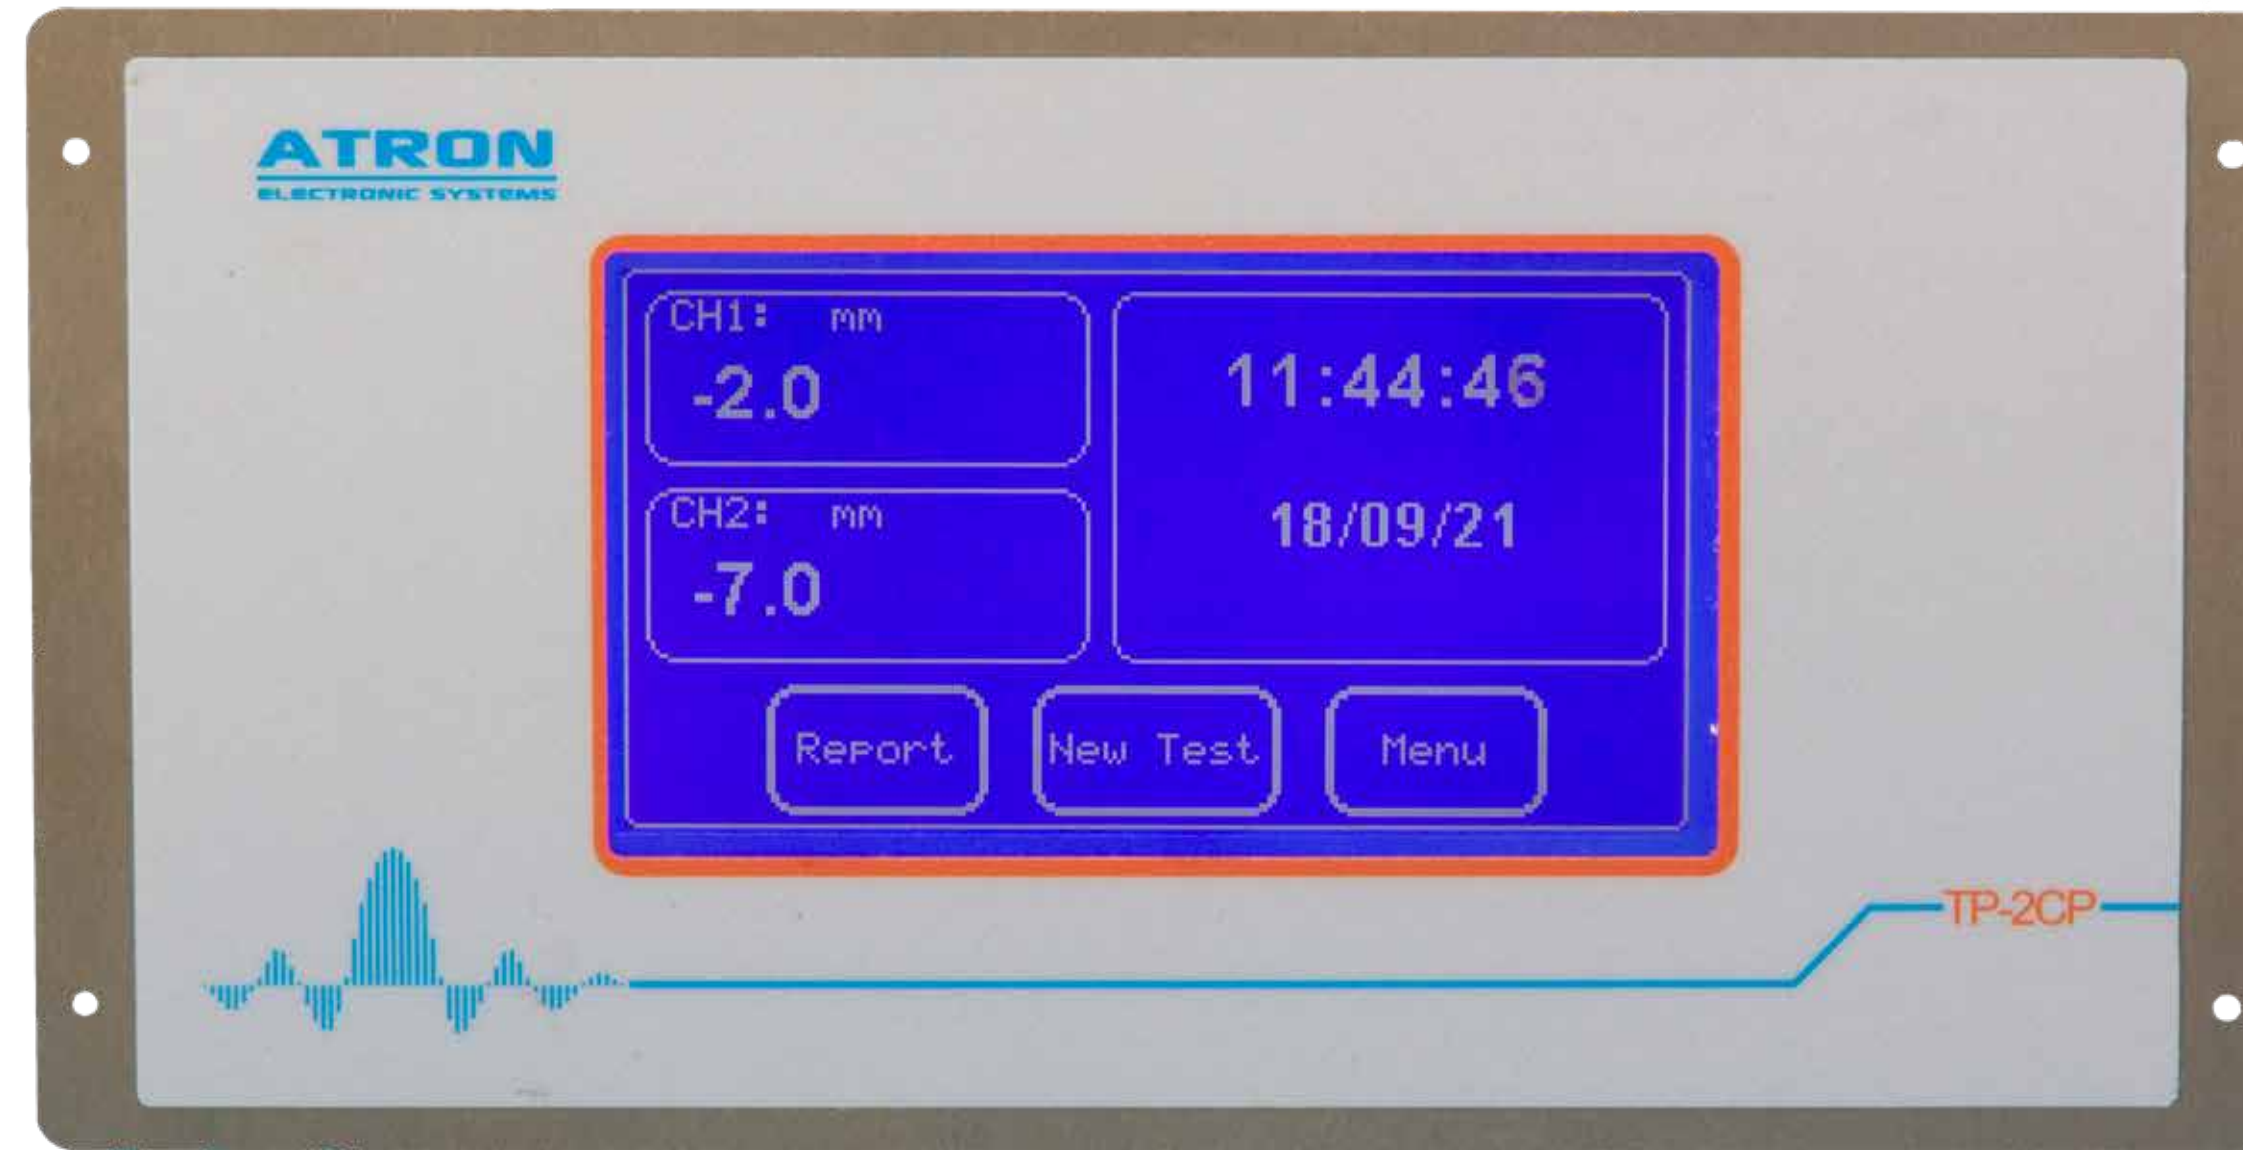 ATRON
ELECTRONIC SYSTEMS
CH1: mm
-2.0
CH2: mm
-7.0
11:44:46
18/09/21
Report
New Test
Menu
TP-2CP